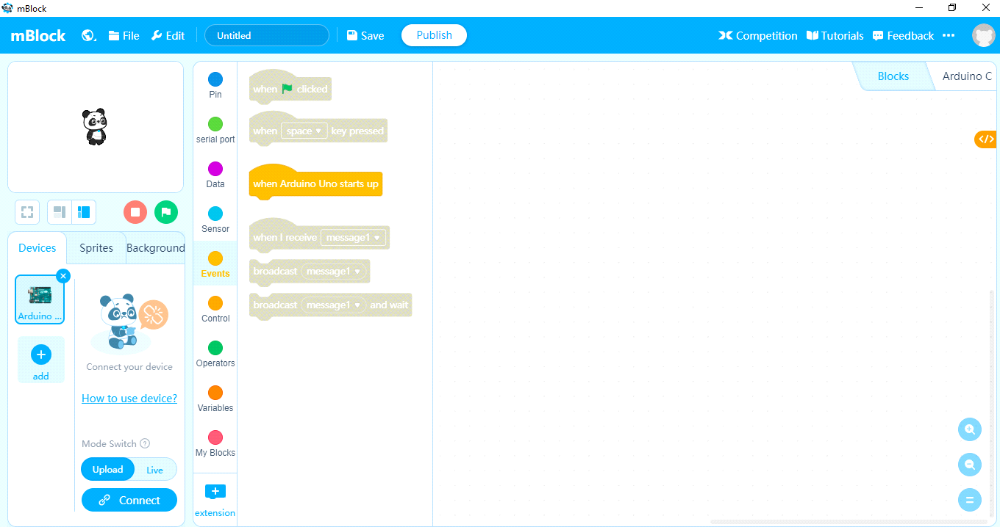 mBlock
mBlock File Edit Untitled Save Publish Competition Tutorials Feedback
Blocks Arduino C
Pin
serial port
Data
Sensor
Events
Control
Operators
Variables
My Blocks
extension
when clicked
when space key pressed
when Arduino Uno starts up
when I receive message1
broadcast message1
broadcast message1 and wait
Devices Sprites Background
Arduino ...
add
Connect your device
How to use device?
Mode Switch ?
Upload Live
Connect